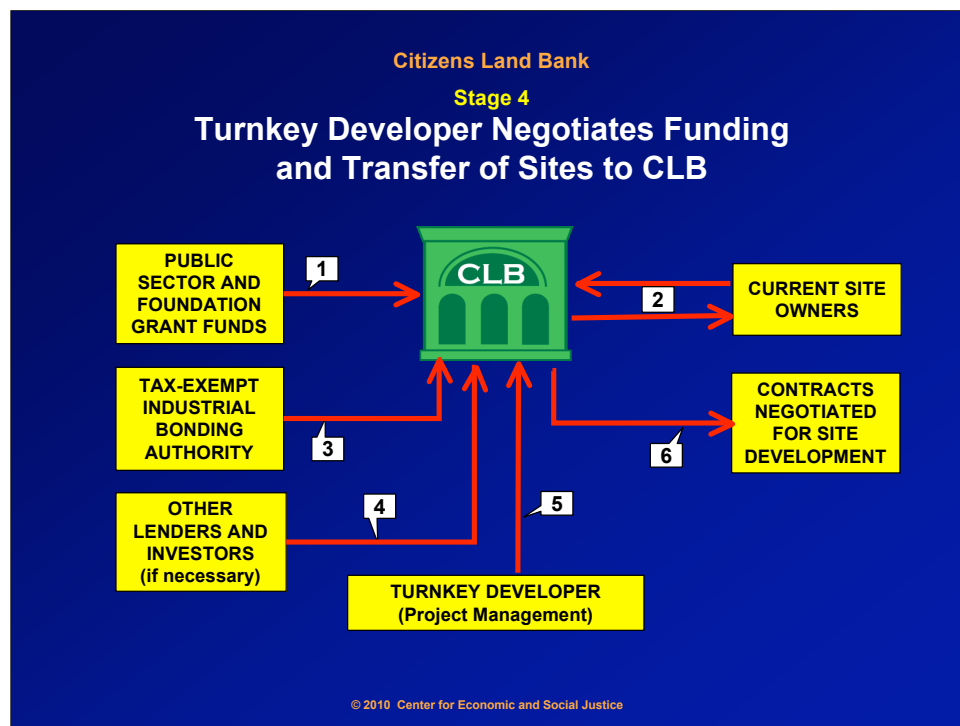 Citizens Land Bank
Stage 4
Turnkey Developer Negotiates Funding
and Transfer of Sites to CLB
PUBLIC
SECTOR AND
FOUNDATION
GRANT FUNDS
1
CLB
2
CURRENT SITE
OWNERS
TAX-EXEMPT
INDUSTRIAL
BONDING
AUTHORITY
3
CONTRACTS
NEGOTIATED
FOR SITE
DEVELOPMENT
6
OTHER
LENDERS AND
INVESTORS
(if necessary)
4
5
TURNKEY DEVELOPER
(Project Management)
© 2010 Center for Economic and Social Justice